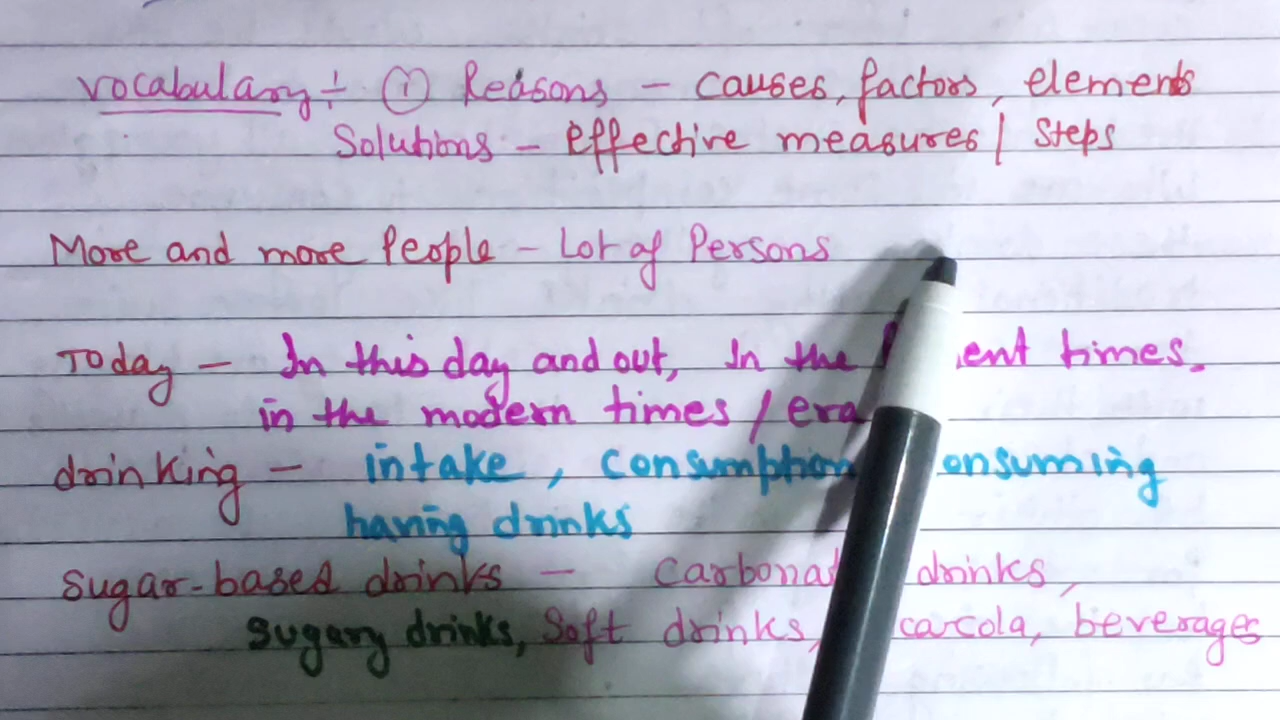 vocabulary ÷ ① Reasons – causes, factors, elements
Solutions – effective measures / steps
More and more People – Lot of Persons
Today – In this day and out, In the times.
in the modern times / era
drinking – intake, consumption
having drinks
sugar-based drinks – drinks,
sugary drinks, Soft drinks, beverages